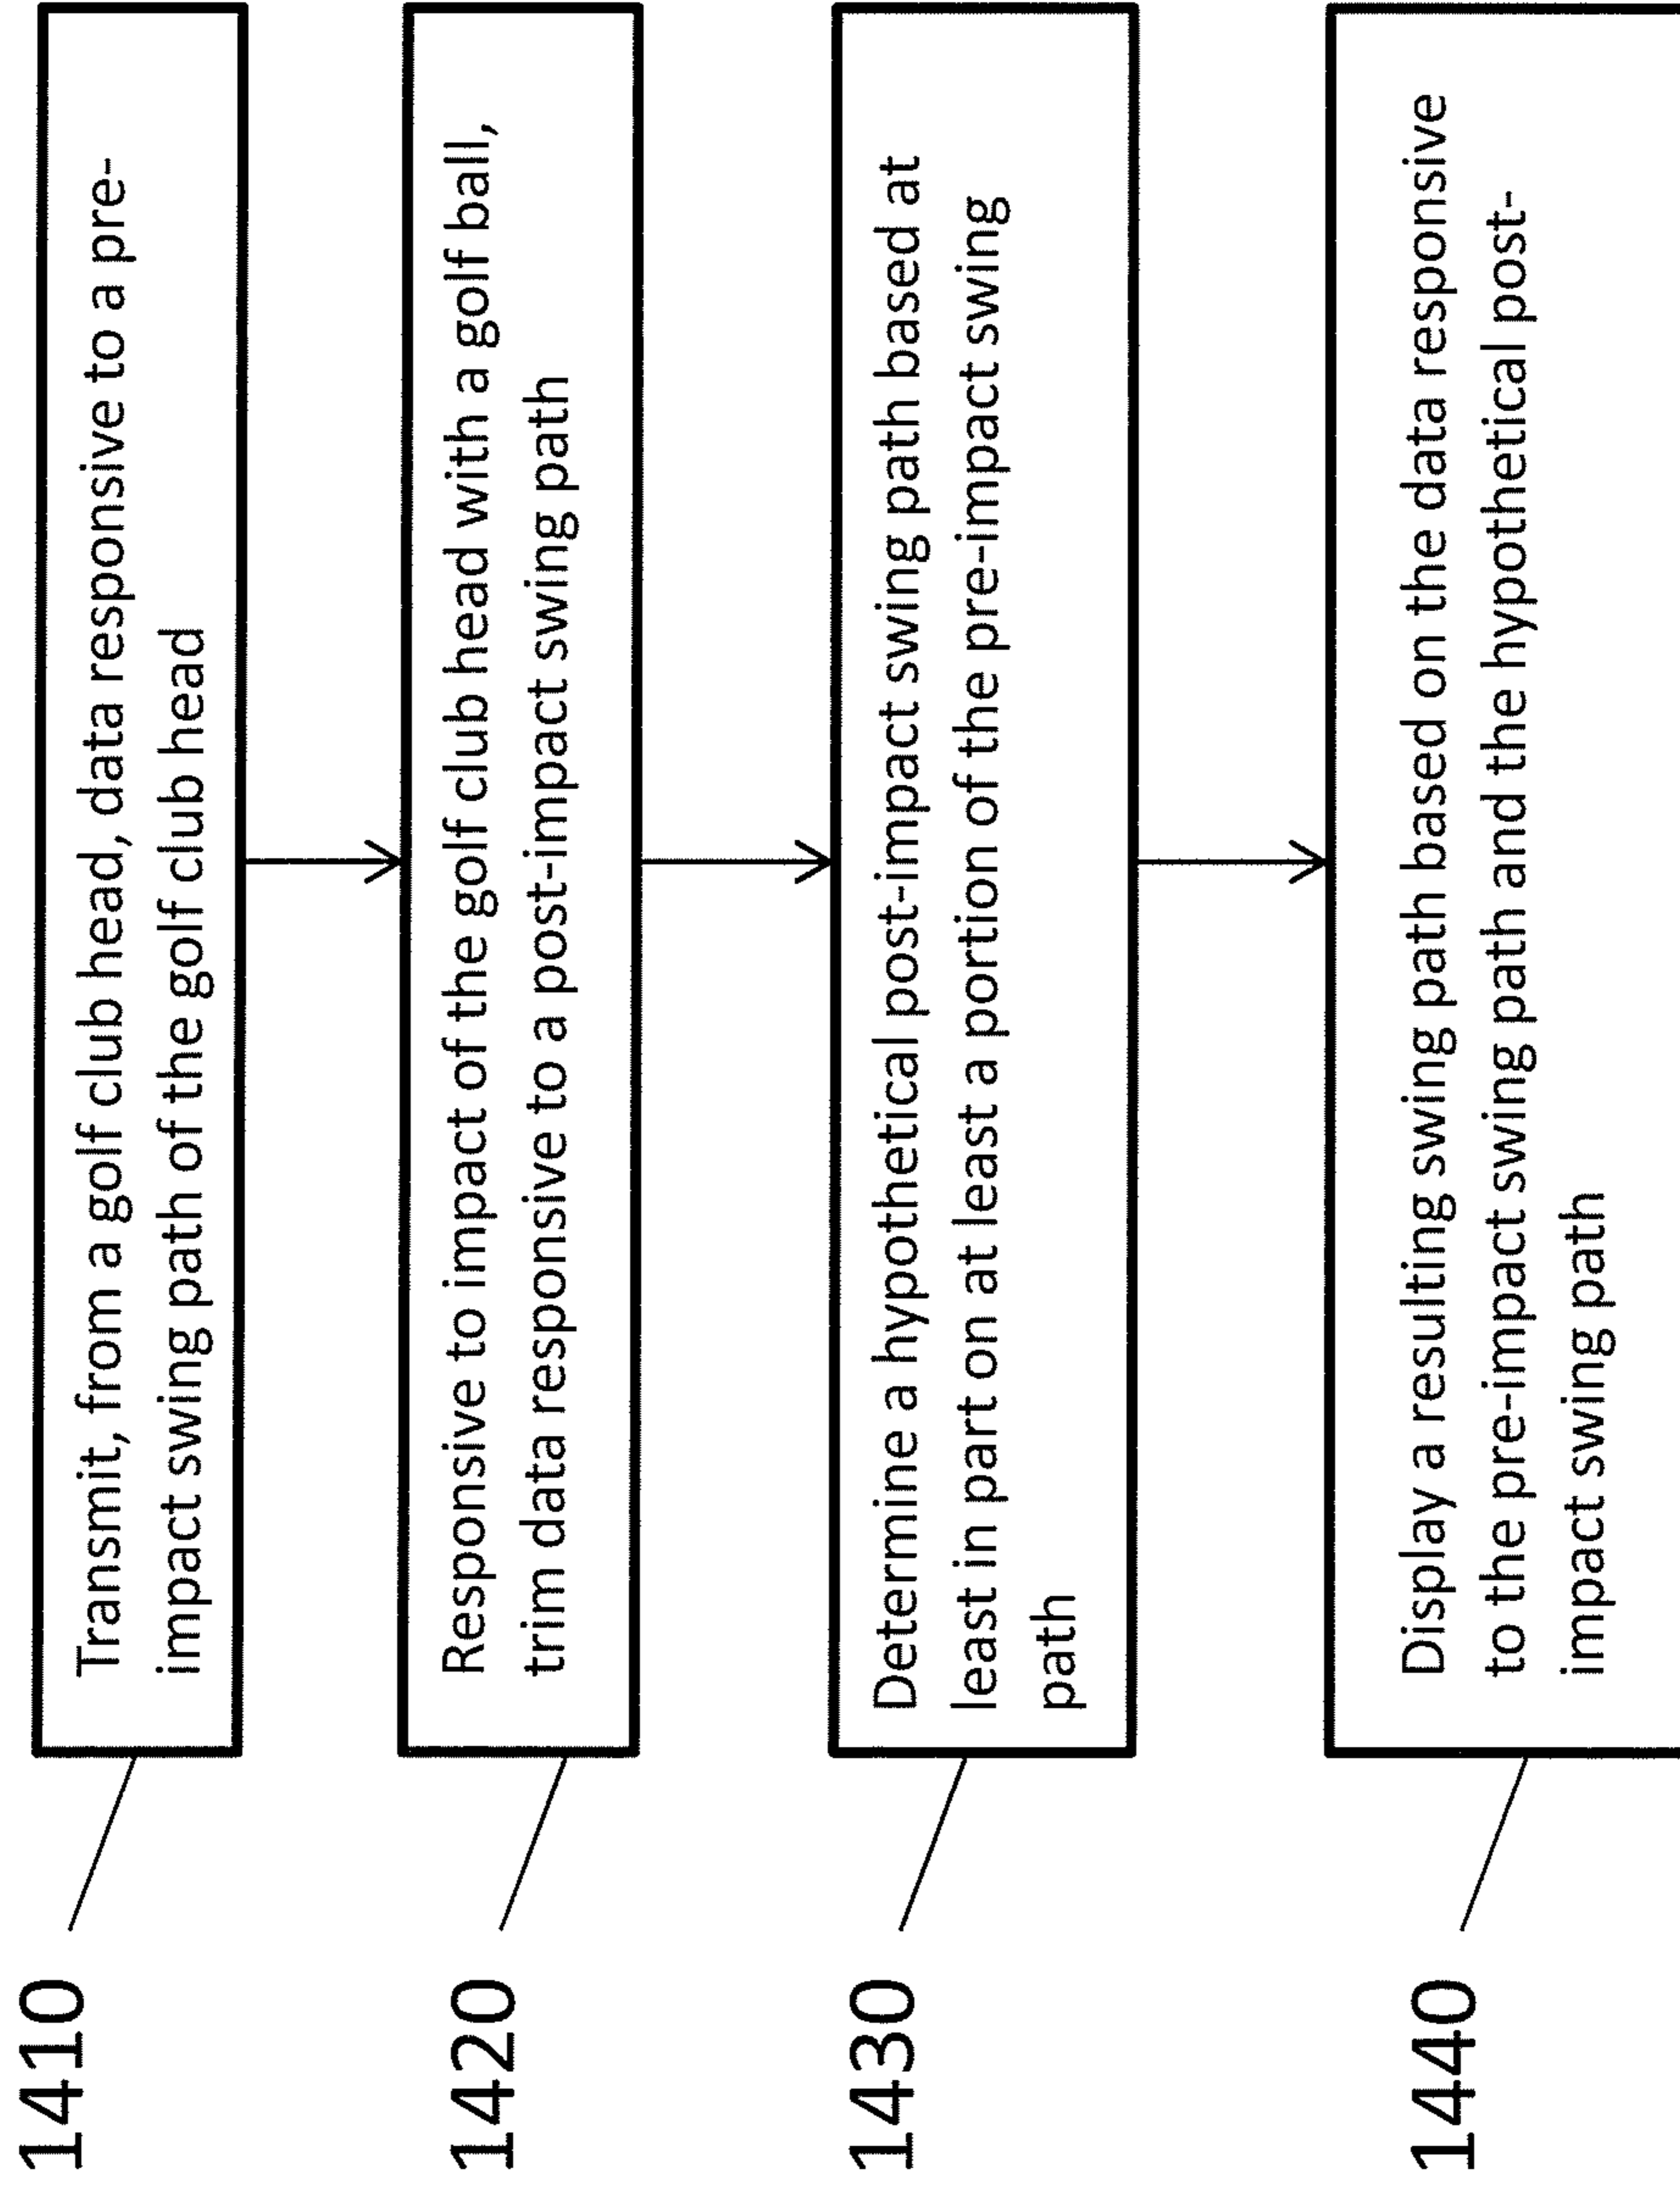 1410
Transmit, from a golf club head, data responsive to a pre-
impact swing path of the golf club head
1420
Responsive to impact of the golf club head with a golf ball,
trim data responsive to a post-impact swing path
1430
Determine a hypothetical post-impact swing path based at
least in part on at least a portion of the pre-impact swing
path
1440
Display a resulting swing path based on the data responsive
to the pre-impact swing path and the hypothetical post-
impact swing path